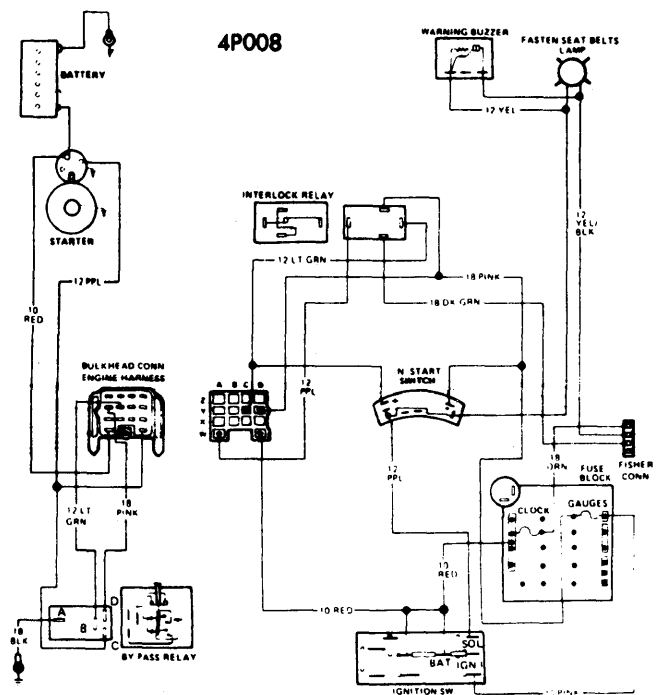 4P008
WARNING BUZZER
FASTEN SEAT BELTS
LAMP
BATTERY
12 YEL
STARTER
INTERLOCK RELAY
12
YEL/
BLK
12 LT GRN
18 PINK
12 PPL
18 DK GRN
10
RED
BULKHEAD CONN
ENGINE HARNESS
A B C D
Z
Y
X
W
12
PPL
N START
SWITCH
12
PPL
18
ORN
FISHER
CONN
FUSE
BLOCK
12 LT
GRN
18
PINK
CLOCK
GAUGES
10
RED
A
B
C
D
18
BLK
BY PASS RELAY
10 RED
SOL
BAT
IGN 1
IGNITION SW
PINK